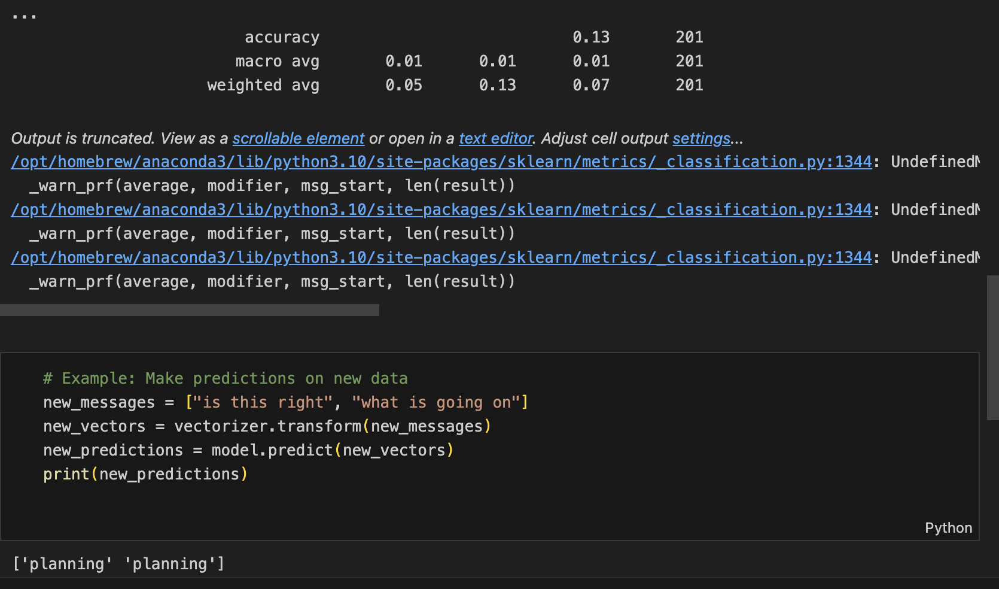 ...
accuracy 0.13 201
macro avg 0.01 0.01 0.01 201
weighted avg 0.05 0.13 0.07 201
Output is truncated. View as a scrollable element or open in a text editor. Adjust cell output settings...
/opt/homebrew/anaconda3/lib/python3.10/site-packages/sklearn/metrics/_classification.py:1344: Undefined
_warn_prf(average, modifier, msg_start, len(result))
/opt/homebrew/anaconda3/lib/python3.10/site-packages/sklearn/metrics/_classification.py:1344: Undefined
_warn_prf(average, modifier, msg_start, len(result))
/opt/homebrew/anaconda3/lib/python3.10/site-packages/sklearn/metrics/_classification.py:1344: Undefined
_warn_prf(average, modifier, msg_start, len(result))
# Example: Make predictions on new data
new_messages = ["is this right", "what is going on"]
new_vectors = vectorizer.transform(new_messages)
new_predictions = model.predict(new_vectors)
print(new_predictions)
Python
['planning' 'planning']